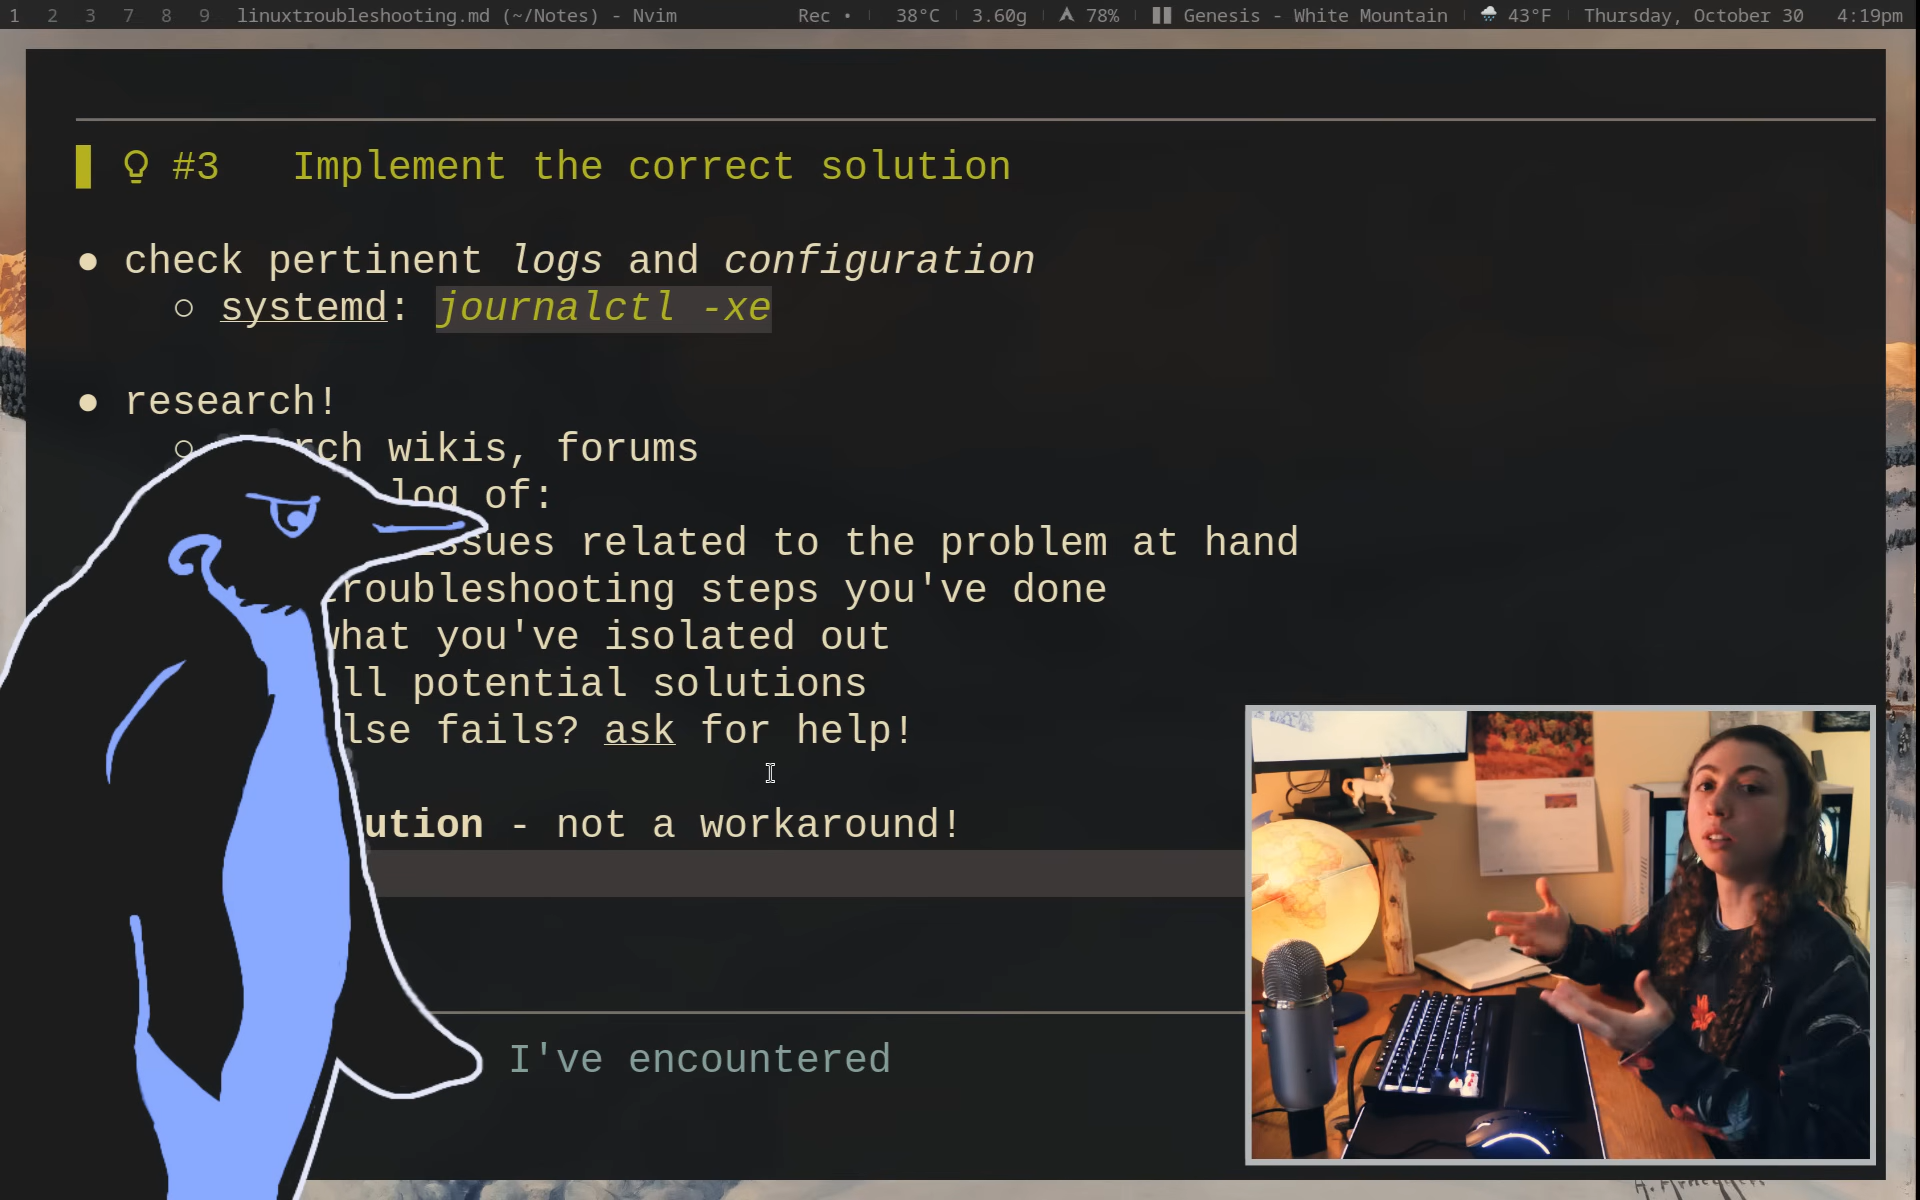 1 2 3 7 8 9 linuxtroubleshooting.md (~/Notes) - Nvim Rec • 38°C 3.60g 78% Genesis - White Mountain 43°F Thursday, October 30 4:19pm
#3 Implement the correct solution
check pertinent logs and configuration
systemd: journalctl -xe
research!
rch wikis, forums
log of:
issues related to the problem at hand
troubleshooting steps you've done
what you've isolated out
ll potential solutions
lse fails? ask for help!
ution - not a workaround!
I've encountered